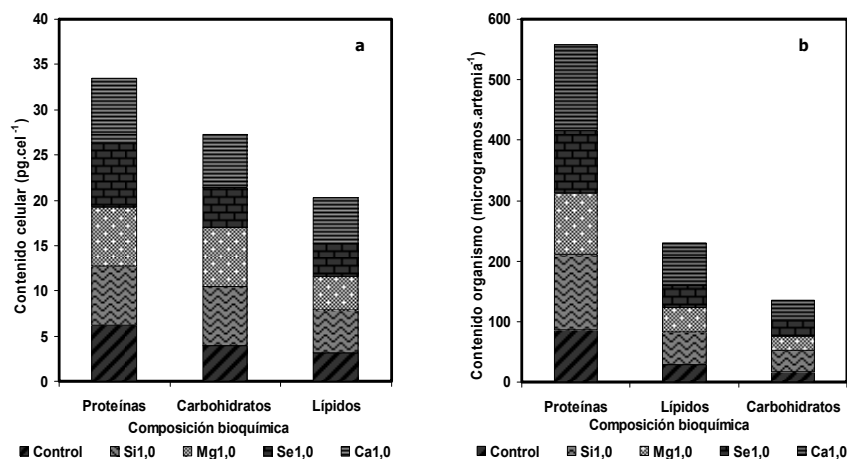 a
Contenido celular (pg.cel⁻¹)
40
35
30
25
20
15
10
5
0
Proteínas Carbohidratos Lípidos
Composición bioquímica
Control Si1,0 Mg1,0 Se1,0 Ca1,0
b
Contenido organismo (microgramos.artemia⁻¹)
600
500
400
300
200
100
0
Proteínas Lípidos Carbohidratos
Composición bioquímica
Control Si1,0 Mg1,0 Se1,0 Ca1,0